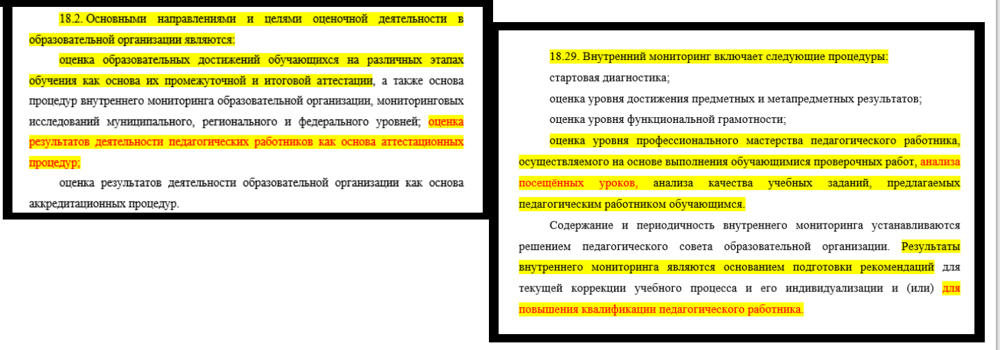 18.2. Основными направлениями и целями оценочной деятельности в
образовательной организации являются:
оценка образовательных достижений обучающихся на различных этапах
обучения как основа их промежуточной и итоговой аттестации, а также основа
процедур внутреннего мониторинга образовательной организации, мониторинговых
исследований муниципального, регионального и федерального уровней; оценка
результатов деятельности педагогических работников как основа аттестационных
процедур;
оценка результатов деятельности образовательной организации как основа
аккредитационных процедур.
18.29. Внутренний мониторинг включает следующие процедуры:
стартовая диагностика;
оценка уровня достижения предметных и метапредметных результатов;
оценка уровня функциональной грамотности;
оценка уровня профессионального мастерства педагогического работника,
осуществляемого на основе выполнения обучающимися проверочных работ, анализа
посещённых уроков, анализа качества учебных заданий, предлагаемых
педагогическим работником обучающимся.
Содержание и периодичность внутреннего мониторинга устанавливаются
решением педагогического совета образовательной организации. Результаты
внутреннего мониторинга являются основанием подготовки рекомендаций для
текущей коррекции учебного процесса и его индивидуализации и (или) для
повышения квалификации педагогического работника.